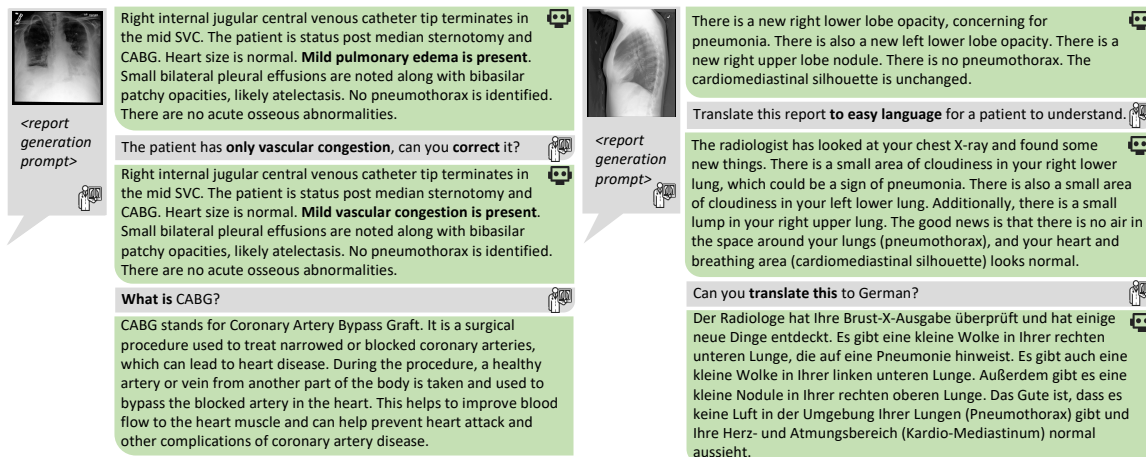 Right internal jugular central venous catheter tip terminates in
the mid SVC. The patient is status post median sternotomy and
CABG. Heart size is normal. Mild pulmonary edema is present.
Small bilateral pleural effusions are noted along with bibasilar
patchy opacities, likely atelectasis. No pneumothorax is identified.
There are no acute osseous abnormalities.
<report
generation
prompt>
The patient has only vascular congestion, can you correct it?
Right internal jugular central venous catheter tip terminates in
the mid SVC. The patient is status post median sternotomy and
CABG. Heart size is normal. Mild vascular congestion is present.
Small bilateral pleural effusions are noted along with bibasilar
patchy opacities, likely atelectasis. No pneumothorax is identified.
There are no acute osseous abnormalities.
What is CABG?
CABG stands for Coronary Artery Bypass Graft. It is a surgical
procedure used to treat narrowed or blocked coronary arteries,
which can lead to heart disease. During the procedure, a healthy
artery or vein from another part of the body is taken and used to
bypass the blocked artery in the heart. This helps to improve blood
flow to the heart muscle and can help prevent heart attack and
other complications of coronary artery disease.
There is a new right lower lobe opacity, concerning for
pneumonia. There is also a new left lower lobe opacity. There is a
new right upper lobe nodule. There is no pneumothorax. The
cardiomediastinal silhouette is unchanged.
<report
generation
prompt>
Translate this report to easy language for a patient to understand.
The radiologist has looked at your chest X-ray and found some
new things. There is a small area of cloudiness in your right lower
lung, which could be a sign of pneumonia. There is also a small area
of cloudiness in your left lower lung. Additionally, there is a small
lump in your right upper lung. The good news is that there is no air in
the space around your lungs (pneumothorax), and your heart and
breathing area (cardiomediastinal silhouette) looks normal.
Can you translate this to German?
Der Radiologe hat Ihre Brust-X-Ausgabe überprüft und hat einige
neue Dinge entdeckt. Es gibt eine kleine Wolke in Ihrer rechten
unteren Lunge, die auf eine Pneumonie hinweist. Es gibt auch eine
kleine Wolke in Ihrer linken unteren Lunge. Außerdem gibt es eine
kleine Nodule in Ihrer rechten oberen Lunge. Das Gute ist, dass es
keine Luft in der Umgebung Ihrer Lungen (Pneumothorax) gibt und
Ihre Herz- und Atmungsbereich (Kardio-Mediastinum) normal
aussieht.